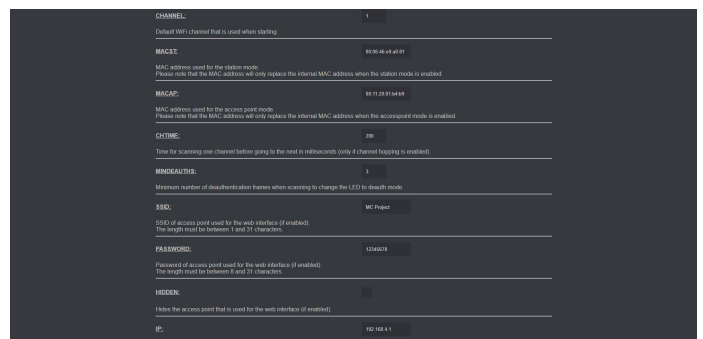 CHANNEL: 1
Default WiFi channel that is used when starting.
MACST: 00:06:46:e9:a0:81
MAC address used for the station mode.
Please note that the MAC address will only replace the internal MAC address when the station mode is enabled.
MACAP: 00:11:20:01:b4:b9
MAC address used for the access point mode.
Please note that the MAC address will only replace the internal MAC address when the accesspoint mode is enabled.
CHTIME: 200
Time for scanning one channel before going to the next in milliseconds (only if channel hopping is enabled).
MINDEAUTHS: 3
Minimum number of deauthentication frames when scanning to change the LED to deauth mode.
SSID: MC Project
SSID of access point used for the web interface (if enabled).
The length must be between 1 and 31 characters.
PASSWORD: 12345678
Password of access point used for the web interface (if enabled).
The length must be between 8 and 31 characters.
HIDDEN:
Hides the access point that is used for the web interface (if enabled).
IP: 192.168.4.1